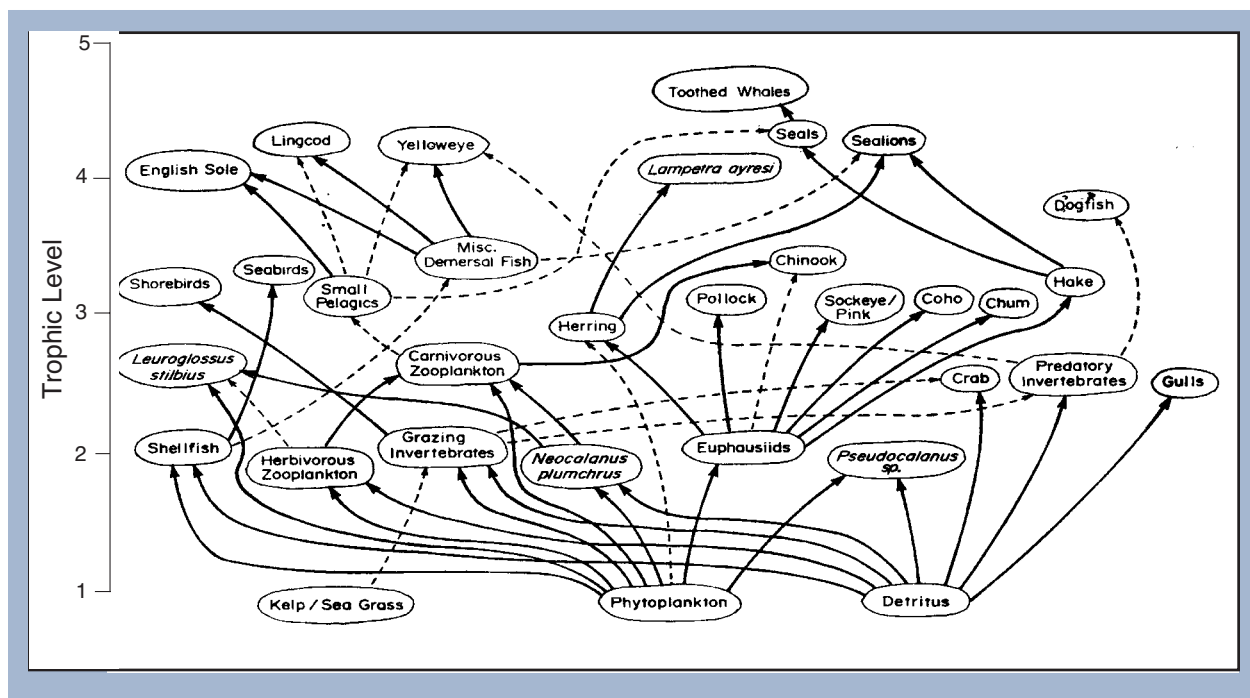 5
Toothed Whales
Seals
Sealions
Lingcod
Yelloweye
English Sole
Lampetra ayresi
4
Dogfish
Misc.
Demersal Fish
Chinook
Seabirds
Shorebirds
Small
Pelagics
Hake
Pollock
Sockeye/
Pink
Coho
Chum
3
Herring
Trophic Level
Leuroglossus
stilbius
Carnivorous
Zooplankton
Crab
Predatory
Invertebrates
Gulls
2
Shellfish
Herbivorous
Zooplankton
Grazing
Invertebrates
Neocalanus
plumchrus
Euphausiids
Pseudocalanus
sp.
1
Kelp / Sea Grass
Phytoplankton
Detritus